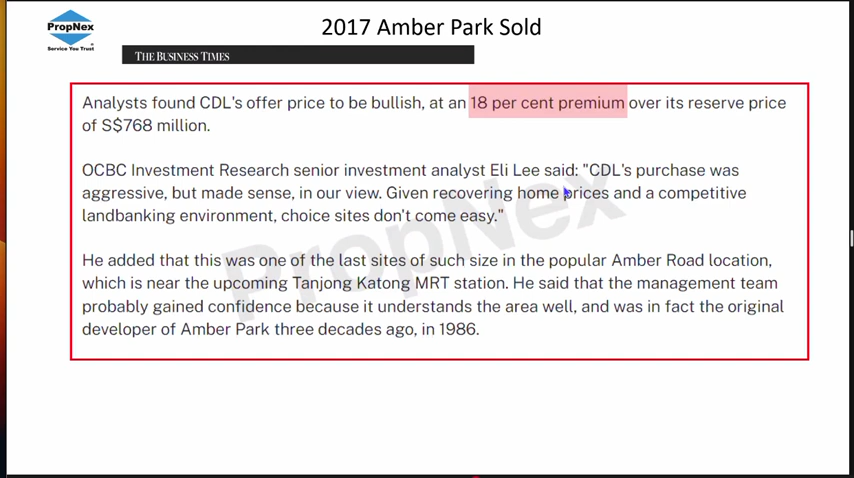 PropNex
Service You Trust
2017 Amber Park Sold
THE BUSINESS TIMES
Analysts found CDL's offer price to be bullish, at an 18 per cent premium over its reserve price
of S$768 million.
OCBC Investment Research senior investment analyst Eli Lee said: "CDL's purchase was
aggressive, but made sense, in our view. Given recovering home prices and a competitive
landbanking environment, choice sites don't come easy."
He added that this was one of the last sites of such size in the popular Amber Road location,
which is near the upcoming Tanjong Katong MRT station. He said that the management team
probably gained confidence because it understands the area well, and was in fact the original
developer of Amber Park three decades ago, in 1986.
PropNex